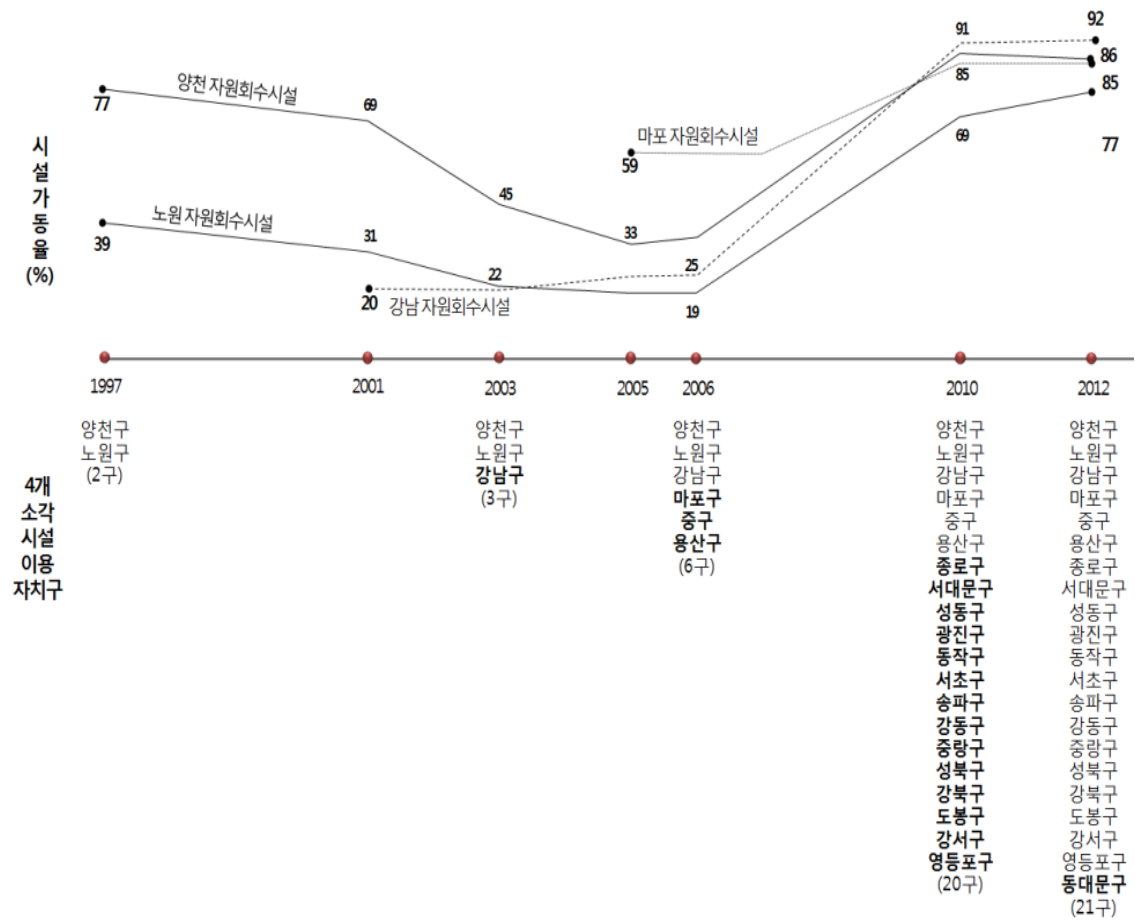 92
91
86
양천 자원회수시설
85
85
77
69
마포 자원회수시설
69
77
59
시
설
가
동
율
(%)
45
노원 자원회수시설
33
39
31
25
22
20
강남 자원회수시설
19
1997
2001
2003
2005
2006
2010
2012
4개
소각
시설
이용
자치구
양천구
노원구
(2구)
양천구
노원구
강남구
(3구)
양천구
노원구
강남구
마포구
중구
용산구
(6구)
양천구
노원구
강남구
마포구
중구
용산구
종로구
서대문구
성동구
광진구
동작구
서초구
송파구
강동구
중랑구
성북구
강북구
도봉구
강서구
영등포구
(20구)
양천구
노원구
강남구
마포구
중구
용산구
종로구
서대문구
성동구
광진구
동작구
서초구
송파구
강동구
중랑구
성북구
강북구
도봉구
강서구
영등포구
동대문구
(21구)